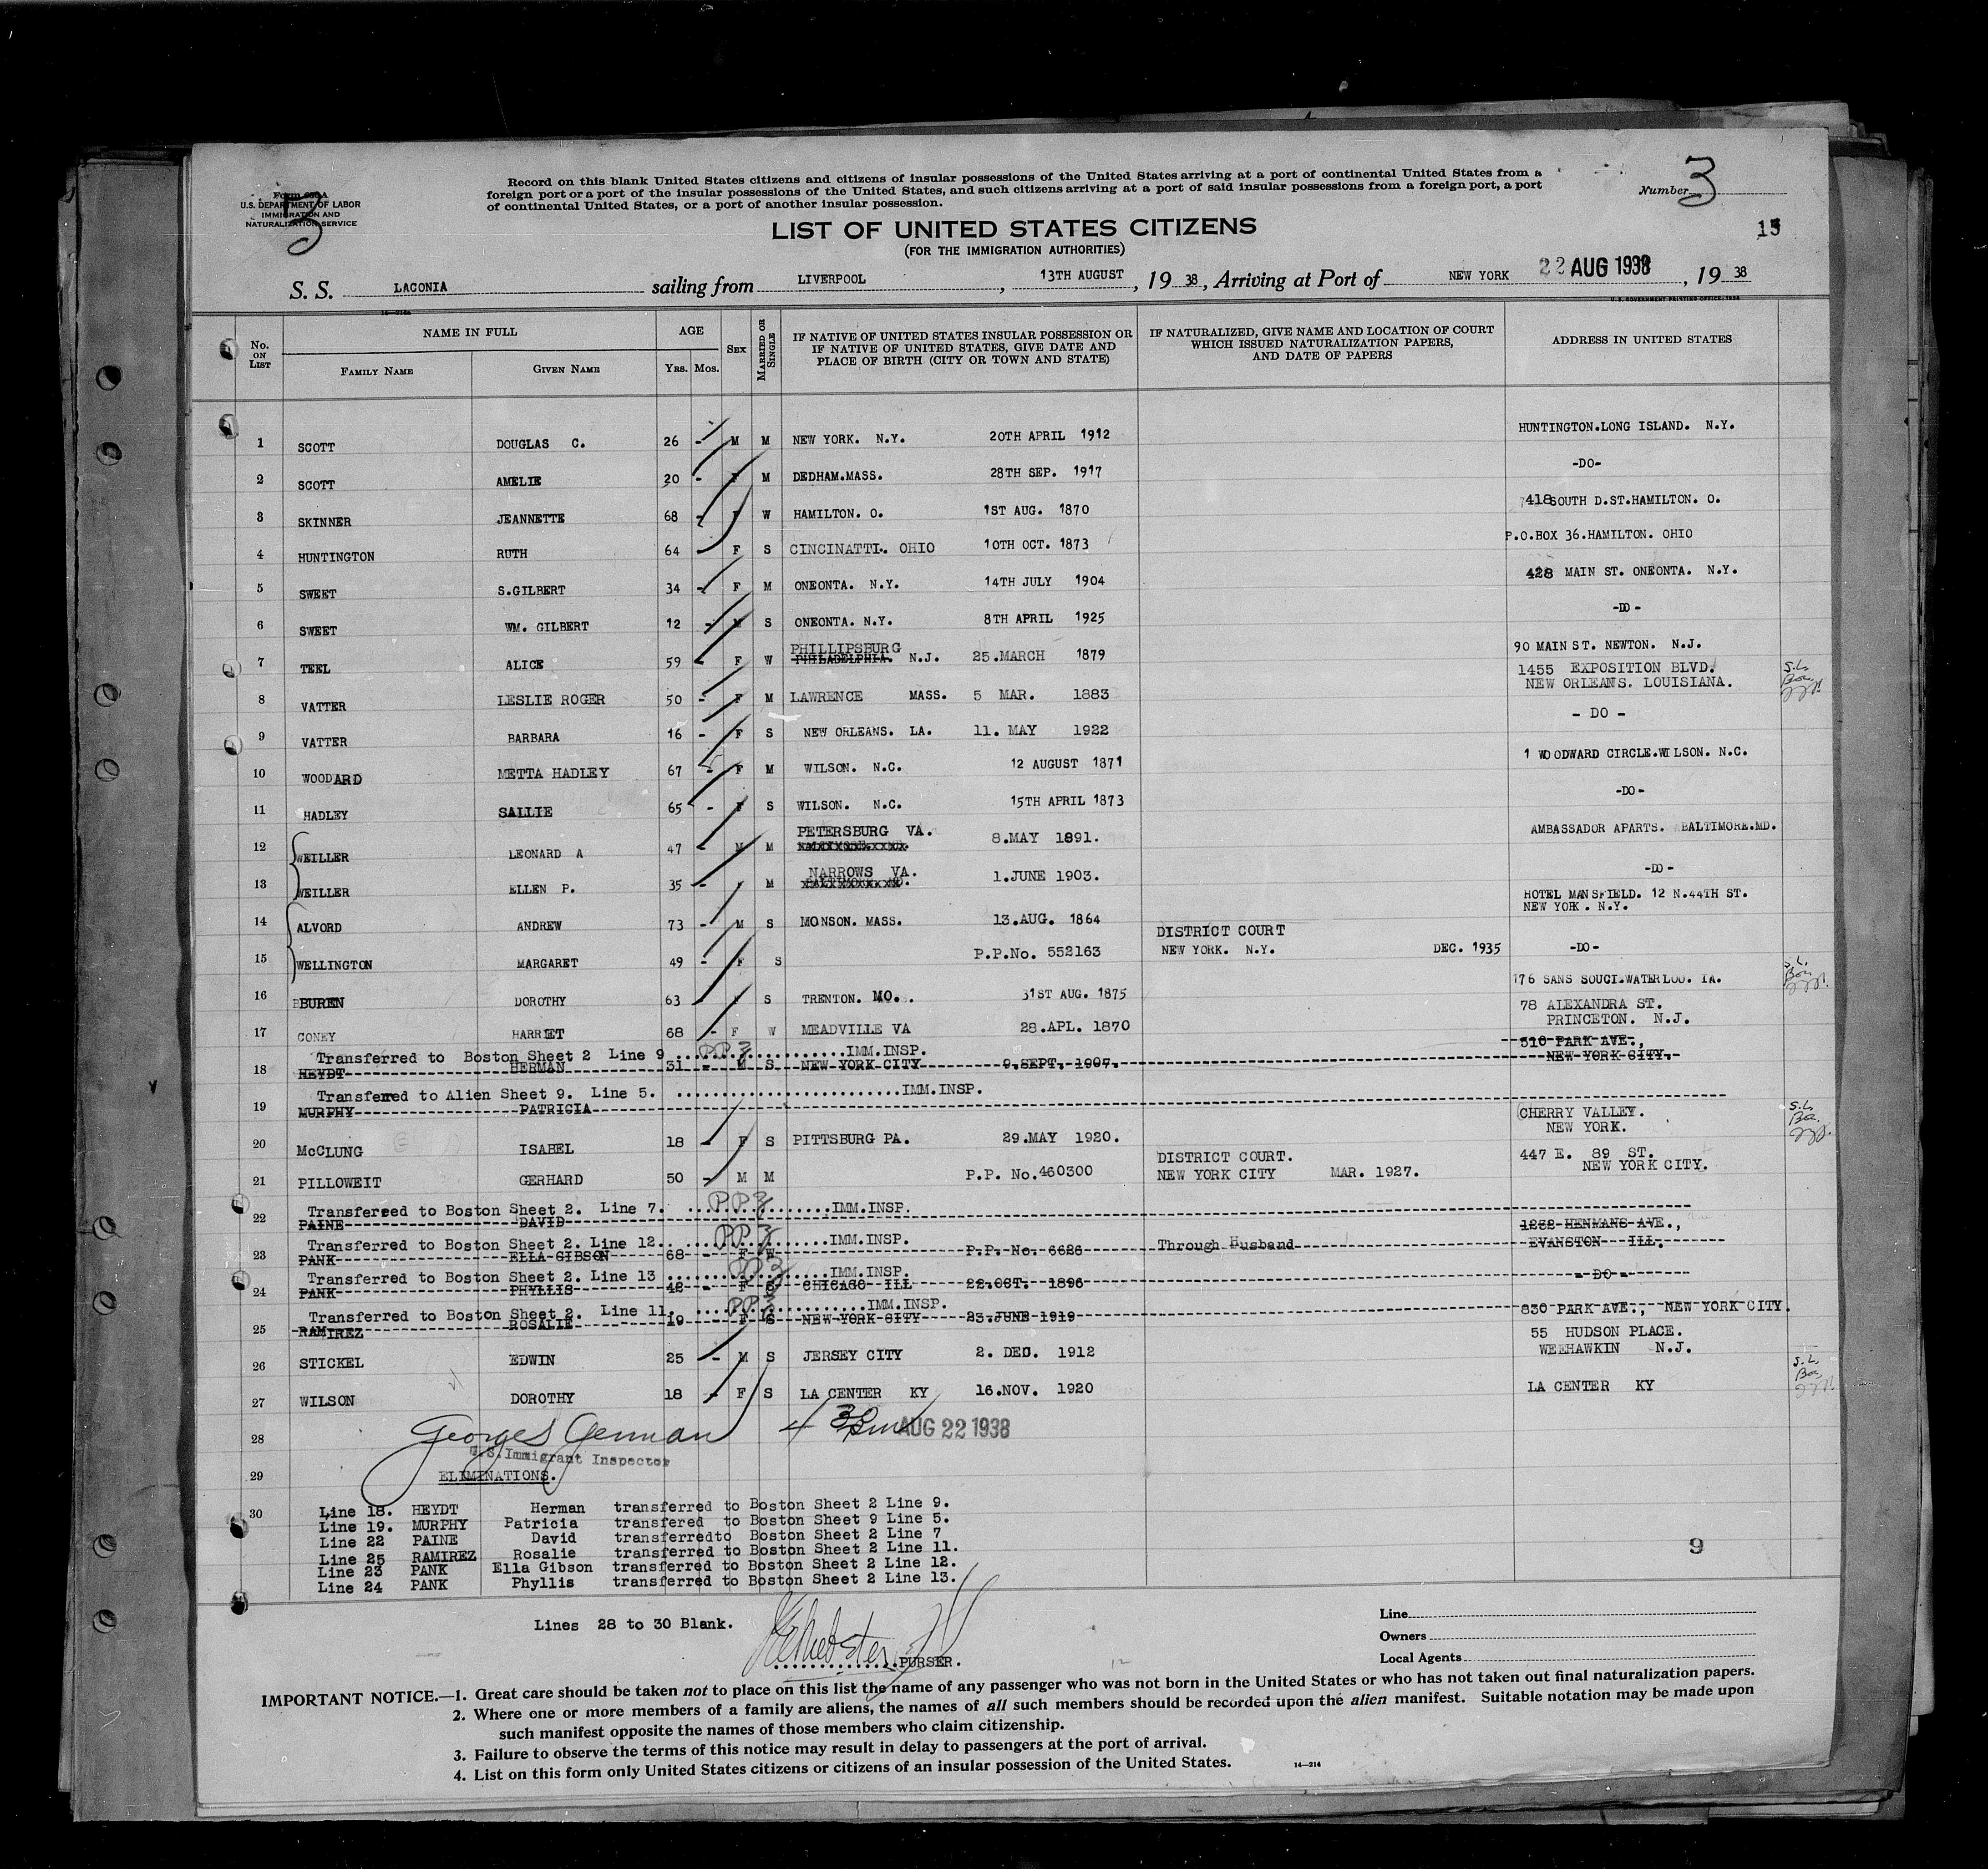 Form 630A
U.S. DEPARTMENT OF LABOR
IMMIGRATION AND
NATURALIZATION SERVICE
3
Record on this blank United States citizens and citizens of insular possessions of the United States arriving at a port of continental United States from a
foreign port or a port of the insular possessions of the United States, and such citizens arriving at a port of said insular possessions from a foreign port, a port
of continental United States, or a port of another insular possession.
Number 3
LIST OF UNITED STATES CITIZENS
(FOR THE IMMIGRATION AUTHORITIES)
S. S. LACONIA sailing from LIVERPOOL, 13TH AUGUST, 19 38, Arriving at Port of NEW YORK 22 AUG 1938, 19 38
No. ON LIST NAME IN FULL FAMILY NAME GIVEN NAME AGE YRS. MOS. SEX MARRIED OR SINGLE IF NATIVE OF UNITED STATES INSULAR POSSESSION OR IF NATIVE OF UNITED STATES, GIVE DATE AND PLACE OF BIRTH (CITY OR TOWN AND STATE) IF NATURALIZED, GIVE NAME AND LOCATION OF COURT WHICH ISSUED NATURALIZATION PAPERS, AND DATE OF PAPERS ADDRESS IN UNITED STATES
1 SCOTT DOUGLAS C. 26 - M M NEW YORK. N.Y. 20TH APRIL 1912 HUNTINGTON.LONG ISLAND. N.Y.
2 SCOTT AMELIE 20 - F M DEDHAM.MASS. 28TH SEP. 1917 -DO-
3 SKINNER JEANNETTE 68 - F W HAMILTON. O. 1ST AUG. 1870 418 SOUTH D.ST.HAMILTON. O.
4 HUNTINGTON RUTH 64 F S CINCINATTI. OHIO 10TH OCT. 1873 P.O.BOX 36.HAMILTON. OHIO
5 SWEET S.GILBERT 34 - F M ONEONTA. N.Y. 14TH JULY 1904 428 MAIN ST. ONEONTA. N.Y.
6 SWEET WM. GILBERT 12 - M S ONEONTA. N.Y. 8TH APRIL 1925 -DO-
7 TEEL ALICE 59 - F W PHILLIPSBURG PHILADELPHIA. N.J. 25.MARCH 1879 90 MAIN ST. NEWTON. N.J.
8 VATTER LESLIE ROGER 50 - F M LAWRENCE MASS. 5 MAR. 1883 1455 EXPOSITION BLVD. NEW ORLEANS. LOUISIANA. S.L.
9 VATTER BARBARA 16 - F S NEW ORLEANS. LA. 11. MAY 1922 - DO -
10 WOODARD METTA HADLEY 67 - F M WILSON. N.C. 12 AUGUST 1871 1 WOODWARD CIRCLE.WILSON. N.C.
11 HADLEY SALLIE 65 - F S WILSON. N.C. 15TH APRIL 1873 -DO-
12 WEILLER LEONARD A 47 - M M PETERSBURG VA. 8.MAY 1891. AMBASSADOR APARTS. BALTIMORE.MD.
13 WEILLER ELLEN P. 35 - F M NARROWS VA. 1.JUNE 1903. -DO-
14 ALVORD ANDREW 73 - M S MONSON. MASS. 13.AUG. 1864 HOTEL MANSFIELD. 12 N.44TH ST. NEW YORK. N.Y.
15 WELLINGTON MARGARET 49 - F S P.P.No. 552163 DISTRICT COURT NEW YORK. N.Y. DEC. 1935 -DO-
16 BUREN DOROTHY 63 F S TRENTON. MO. 31ST AUG. 1875 176 SANS SOUCI.WATERLOO. IA.
17 CONEY HARRIET 68 - F W MEADVILLE VA 28.APL. 1870 78 ALEXANDRA ST. PRINCETON. N.J.
Transferred to Boston Sheet 2 Line 9 IMM.INSP.
18 HEYDT HERMAN 31 - M S NEW YORK CITY 9.SEPT. 1907. 510 PARK AVE., NEW YORK CITY.
Transferred to Alien Sheet 9. Line 5. IMM.INSP.
19 MURPHY PATRICIA
20 McCLUNG ISABEL 18 - F S PITTSBURG PA. 29.MAY 1920. CHERRY VALLEY. NEW YORK. S.L.
21 PILLOWEIT GERHARD 50 - M M P.P. No.460300 DISTRICT COURT. NEW YORK CITY MAR. 1927. 447 E. 89 ST. NEW YORK CITY.
Transferred to Boston Sheet 2. Line 7. IMM.INSP.
22 PAINE DAVID
Transferred to Boston Sheet 2. Line 12. IMM.INSP.
23 PANK ELLA GIBSON 68 - F W P.P. No. 6626 Through Husband 1232 HENMANS AVE., EVANSTON ILL.
Transferred to Boston Sheet 2. Line 13 IMM.INSP.
24 PANK PHYLLIS 42 - F S CHICAGO ILL 22.OCT. 1896 - DO -
Transferred to Boston Sheet 2. Line 11. IMM.INSP.
25 RAMIREZ ROSALIE 19 - F S NEW YORK CITY 23.JUNE 1919 830 PARK AVE., NEW YORK CITY.
26 STICKEL EDWIN 25 - M S JERSEY CITY 2. DEC. 1912 55 HUDSON PLACE. WEEHAWKIN N.J.
27 WILSON DOROTHY 18 - F S LA CENTER KY 16.NOV. 1920 LA CENTER KY S.L.
28 AUG 22 1938
U.S. Immigrant Inspector
29 ELIMINATIONS.
30 Line 18. HEYDT Herman transferred to Boston Sheet 2 Line 9.
Line 19. MURPHY Patricia transfered to Boston Sheet 9 Line 5.
Line 22 PAINE David transferredto Boston Sheet 2 Line 7
Line 25 RAMIREZ Rosalie transferred to Boston Sheet 2 Line 11.
Line 23 PANK Ella Gibson transferred to Boston Sheet 2 Line 12.
Line 24 PANK Phyllis transferred to Boston Sheet 2 Line 13.
9
Lines 28 to 30 Blank.
PURSER.
Line
Owners
Local Agents
IMPORTANT NOTICE.—1. Great care should be taken not to place on this list the name of any passenger who was not born in the United States or who has not taken out final naturalization papers.
2. Where one or more members of a family are aliens, the names of all such members should be recorded upon the alien manifest. Suitable notation may be made upon
such manifest opposite the names of those members who claim citizenship.
3. Failure to observe the terms of this notice may result in delay to passengers at the port of arrival.
4. List on this form only United States citizens or citizens of an insular possession of the United States.
14—214